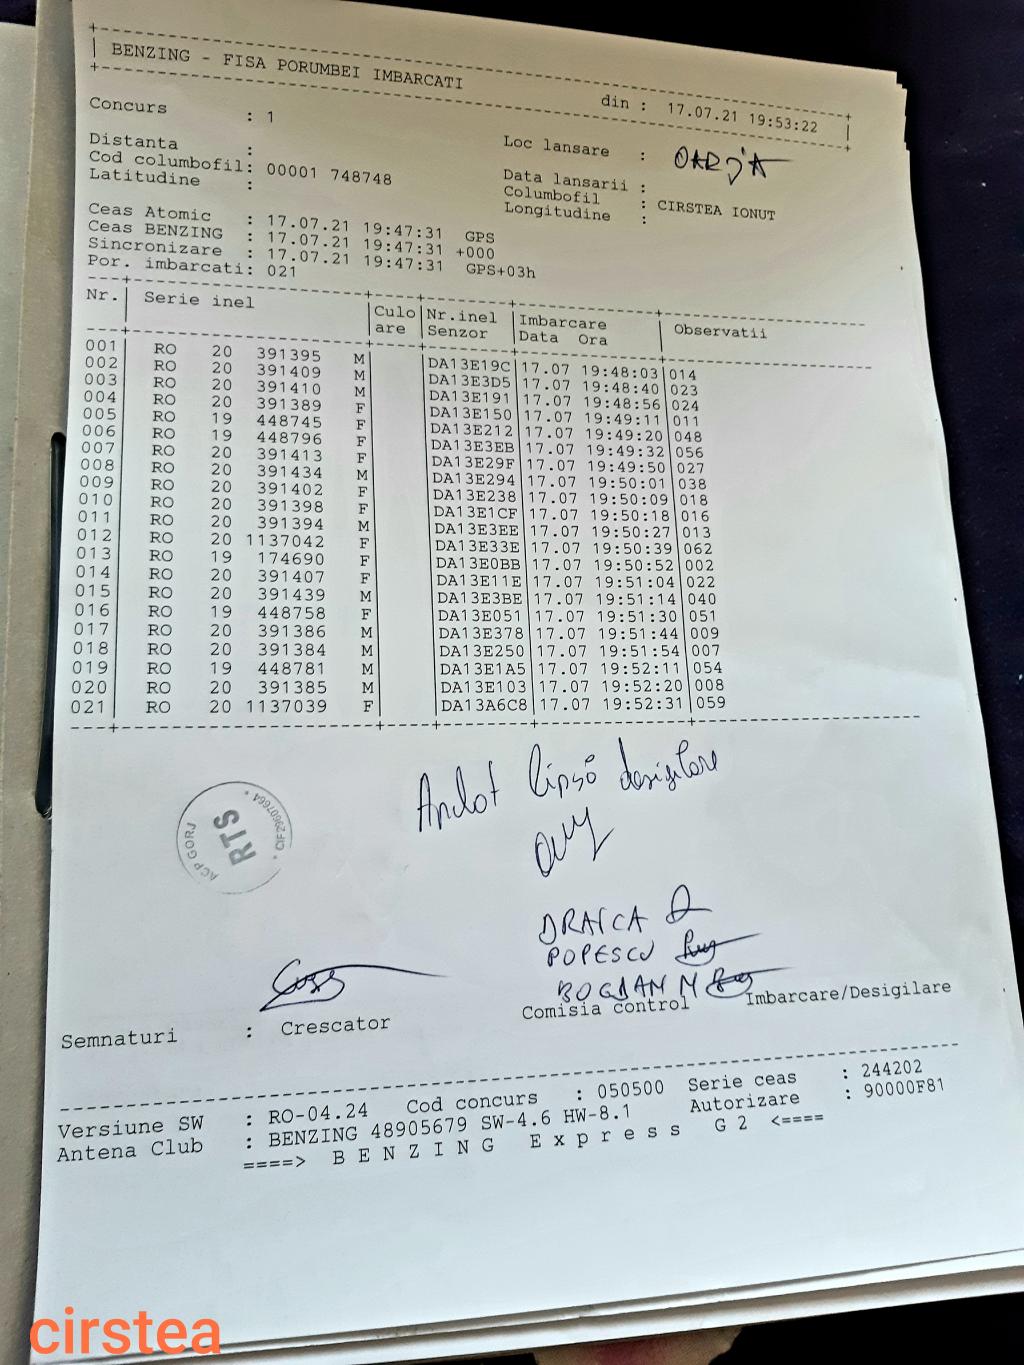 BENZING - FISA PORUMBEI IMBARCATI din : 17.07.21 19:53:22
Concurs : 1 Loc lansare : OARJA
Distanta : Data lansarii :
Cod columbofil: 00001 748748 Columbofil : CIRSTEA IONUT
Latitudine : Longitudine :
Ceas Atomic : 17.07.21 19:47:31 GPS
Ceas BENZING : 17.07.21 19:47:31 +000
Sincronizare : 17.07.21 19:47:31 GPS+03h
Por. imbarcati: 021
Nr. Serie inel Culo Nr.inel Imbarcare Observatii
are Senzor Data Ora
001 RO 20 391395 M DA13E19C 17.07 19:48:03 014
002 RO 20 391409 M DA13E3D5 17.07 19:48:40 023
003 RO 20 391410 M DA13E191 17.07 19:48:56 024
004 RO 20 391389 F DA13E150 17.07 19:49:11 011
005 RO 19 448745 F DA13E212 17.07 19:49:20 048
006 RO 19 448796 F DA13E3EB 17.07 19:49:32 056
007 RO 20 391413 F DA13E29F 17.07 19:49:50 027
008 RO 20 391434 M DA13E294 17.07 19:50:01 038
009 RO 20 391402 F DA13E238 17.07 19:50:09 018
010 RO 20 391398 F DA13E1CF 17.07 19:50:18 016
011 RO 20 391394 M DA13E3EE 17.07 19:50:27 013
012 RO 20 1137042 F DA13E33E 17.07 19:50:39 062
013 RO 19 174690 F DA13E0BB 17.07 19:50:52 002
014 RO 20 391407 F DA13E11E 17.07 19:51:04 022
015 RO 20 391439 M DA13E3BE 17.07 19:51:14 040
016 RO 19 448758 F DA13E051 17.07 19:51:30 051
017 RO 20 391386 M DA13E378 17.07 19:51:44 009
018 RO 20 391384 M DA13E250 17.07 19:51:54 007
019 RO 19 448781 M DA13E1A5 17.07 19:52:11 054
020 RO 20 391385 M DA13E103 17.07 19:52:20 008
021 RO 20 1137039 F DA13A6C8 17.07 19:52:31 059
lipsă desigilare
ACP GORJ
RTS
* CIF29607664 *
DRAICA
POPESCU
BOGDAN M
Semnaturi : Crescator Comisia control Imbarcare/Desigilare
Versiune SW : RO-04.24 Cod concurs : 050500 Serie ceas : 244202
Antena Club : BENZING 48905679 SW-4.6 HW-8.1 Autorizare : 90000F81
====> B E N Z I N G E x p r e s s G 2 <====
cirstea